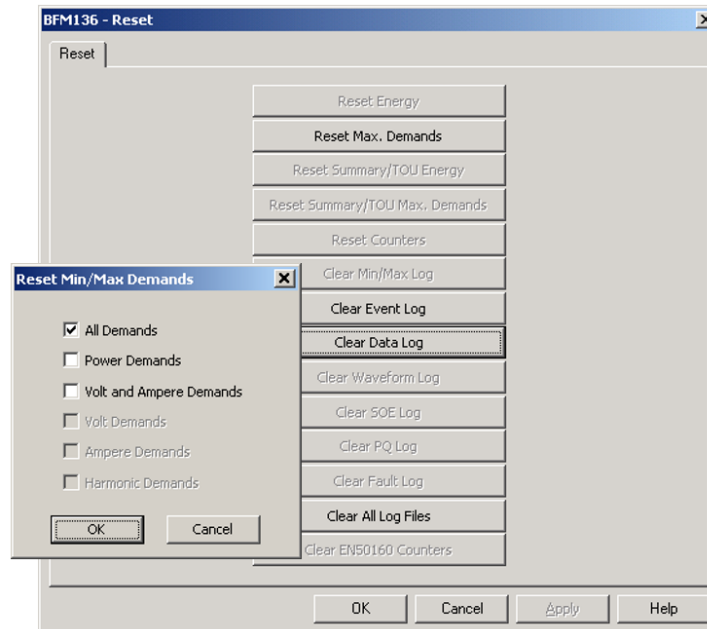 BFM136 - Reset
Reset
Reset Energy
Reset Max. Demands
Reset Summary/TOU Energy
Reset Summary/TOU Max. Demands
Reset Counters
Clear Min/Max Log
Clear Event Log
Clear Data Log
Clear Waveform Log
Clear SOE Log
Clear PQ Log
Clear Fault Log
Clear All Log Files
Clear EN50160 Counters
OK Cancel Apply Help
Reset Min/Max Demands
All Demands
Power Demands
Volt and Ampere Demands
Volt Demands
Ampere Demands
Harmonic Demands
OK Cancel